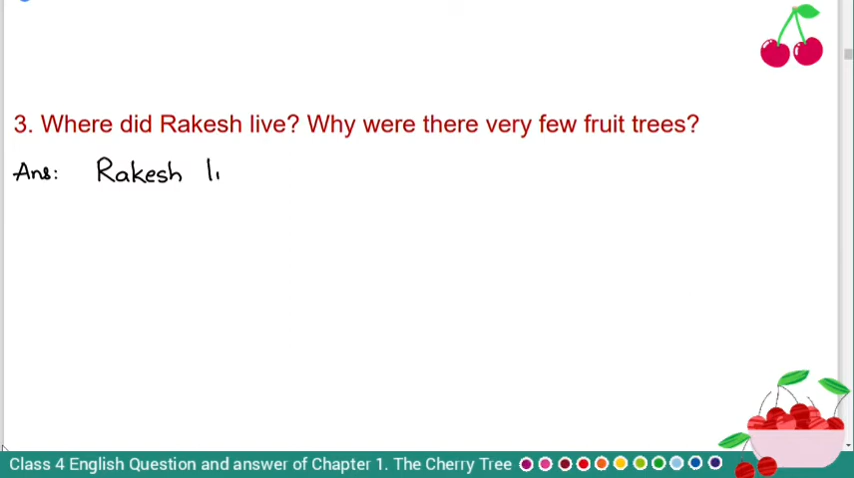 3. Where did Rakesh live? Why were there very few fruit trees?
Ans: Rakesh li
Class 4 English Question and answer of Chapter 1. The Cherry Tree